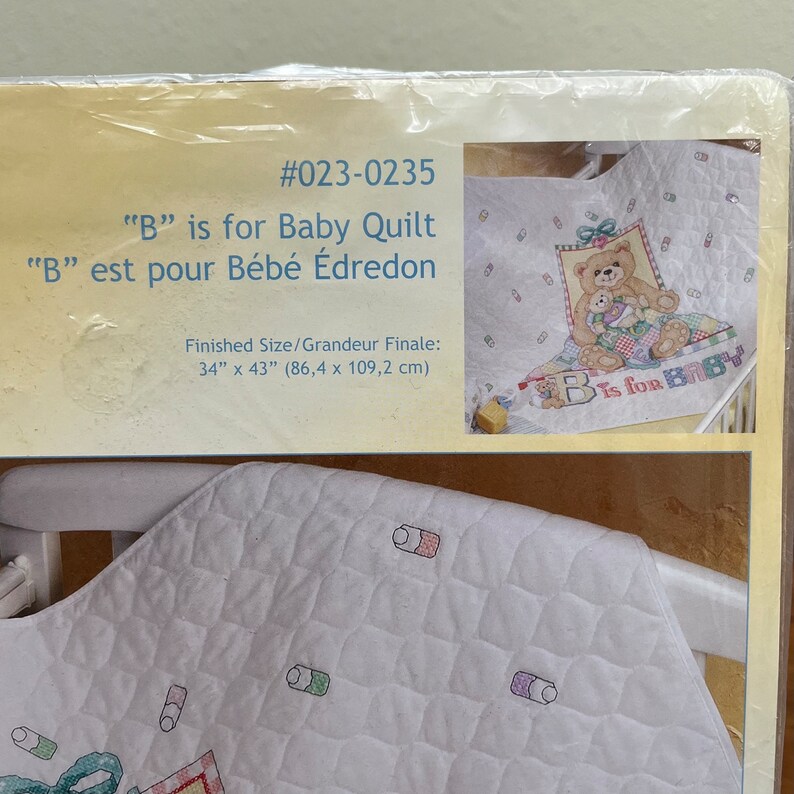 #023-0235
“B” is for Baby Quilt
“B” est pour Bébé Édredon
Finished Size/Grandeur Finale:
34” x 43” (86,4 x 109,2 cm)
B is for BABY